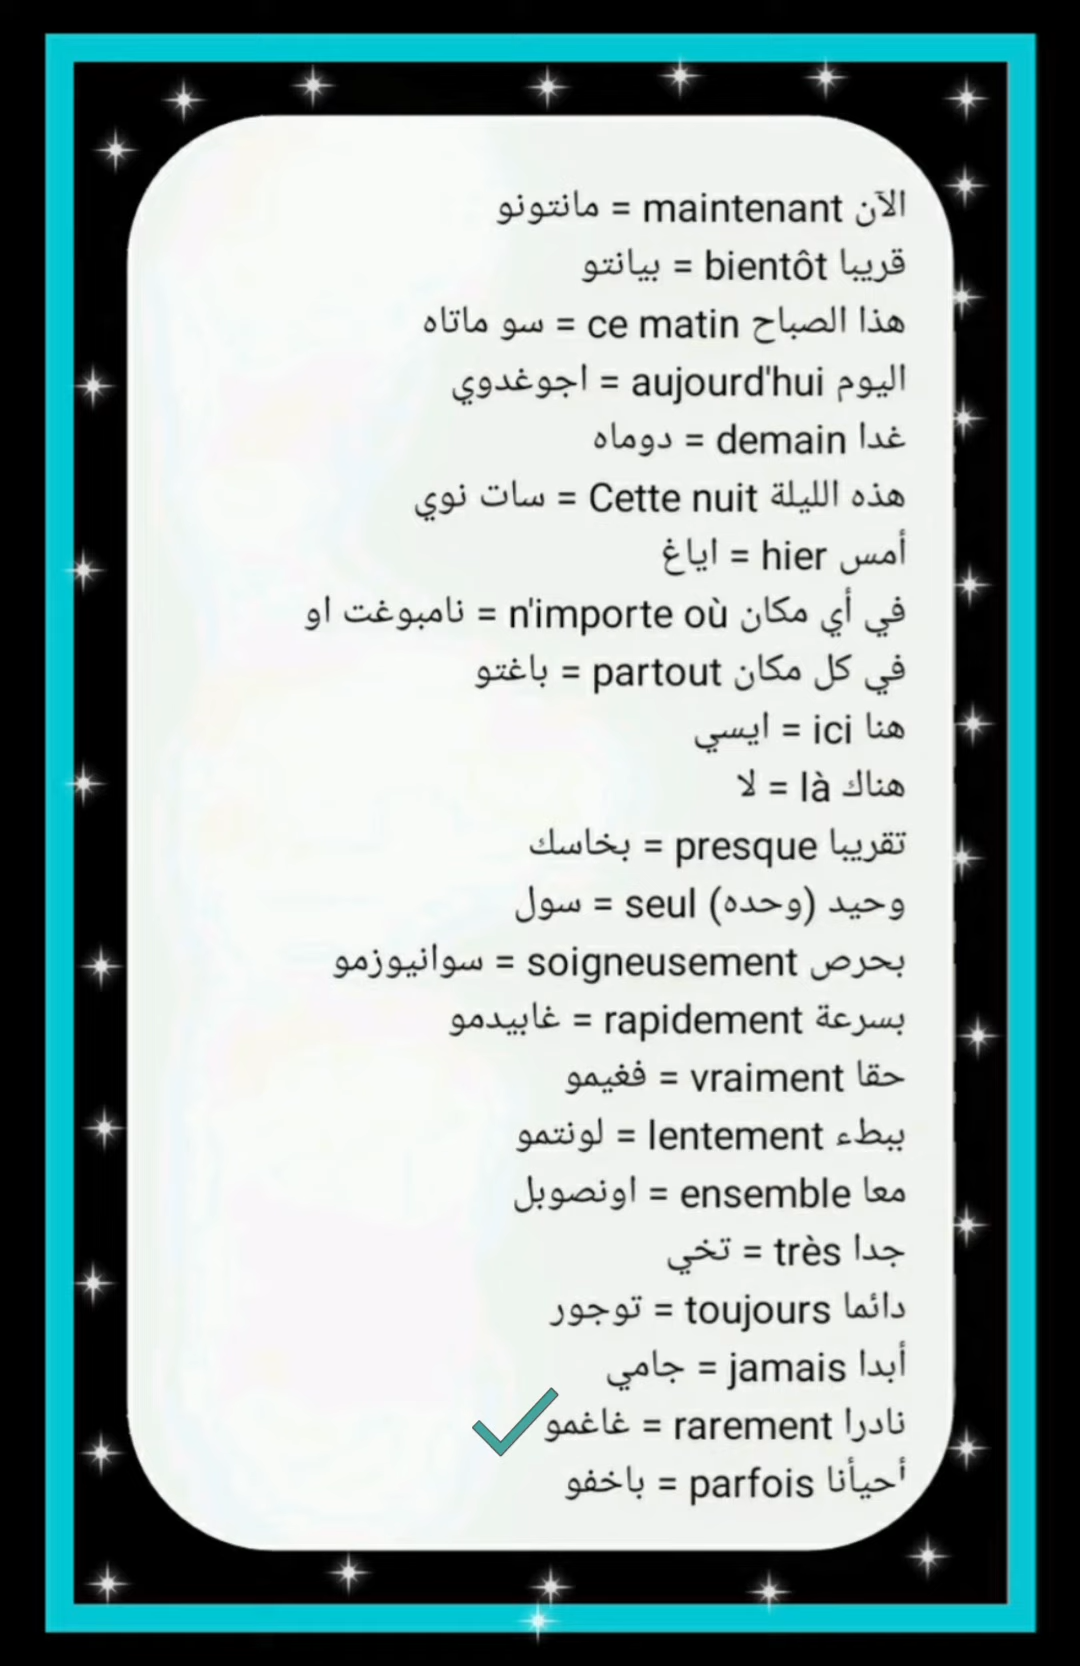 الآن maintenant = مانتونو
قريبا bientôt = بيانتو
هذا الصباح ce matin = سو ماتاه
اليوم aujourd'hui = اجوغدوي
غدا demain = دوماه
هذه الليلة Cette nuit = سات نوي
أمس hier = اياغ
في أي مكان n'importe où = نامبوغت او
في كل مكان partout = باغتو
هنا ici = ايسي
هناك là = لا
تقريبا presque = بخاسك
وحيد (وحده) seul = سول
بحرص soigneusement = سوانيوزمو
بسرعة rapidement = غابيدمو
حقا vraiment = فغيمو
ببطء lentement = لونتمو
معا ensemble = اونصوبل
جدا très = تخي
دائما toujours = توجور
أبدا jamais = جامي
نادرا rarement = غاغمو
أحيأنا parfois = باخفو